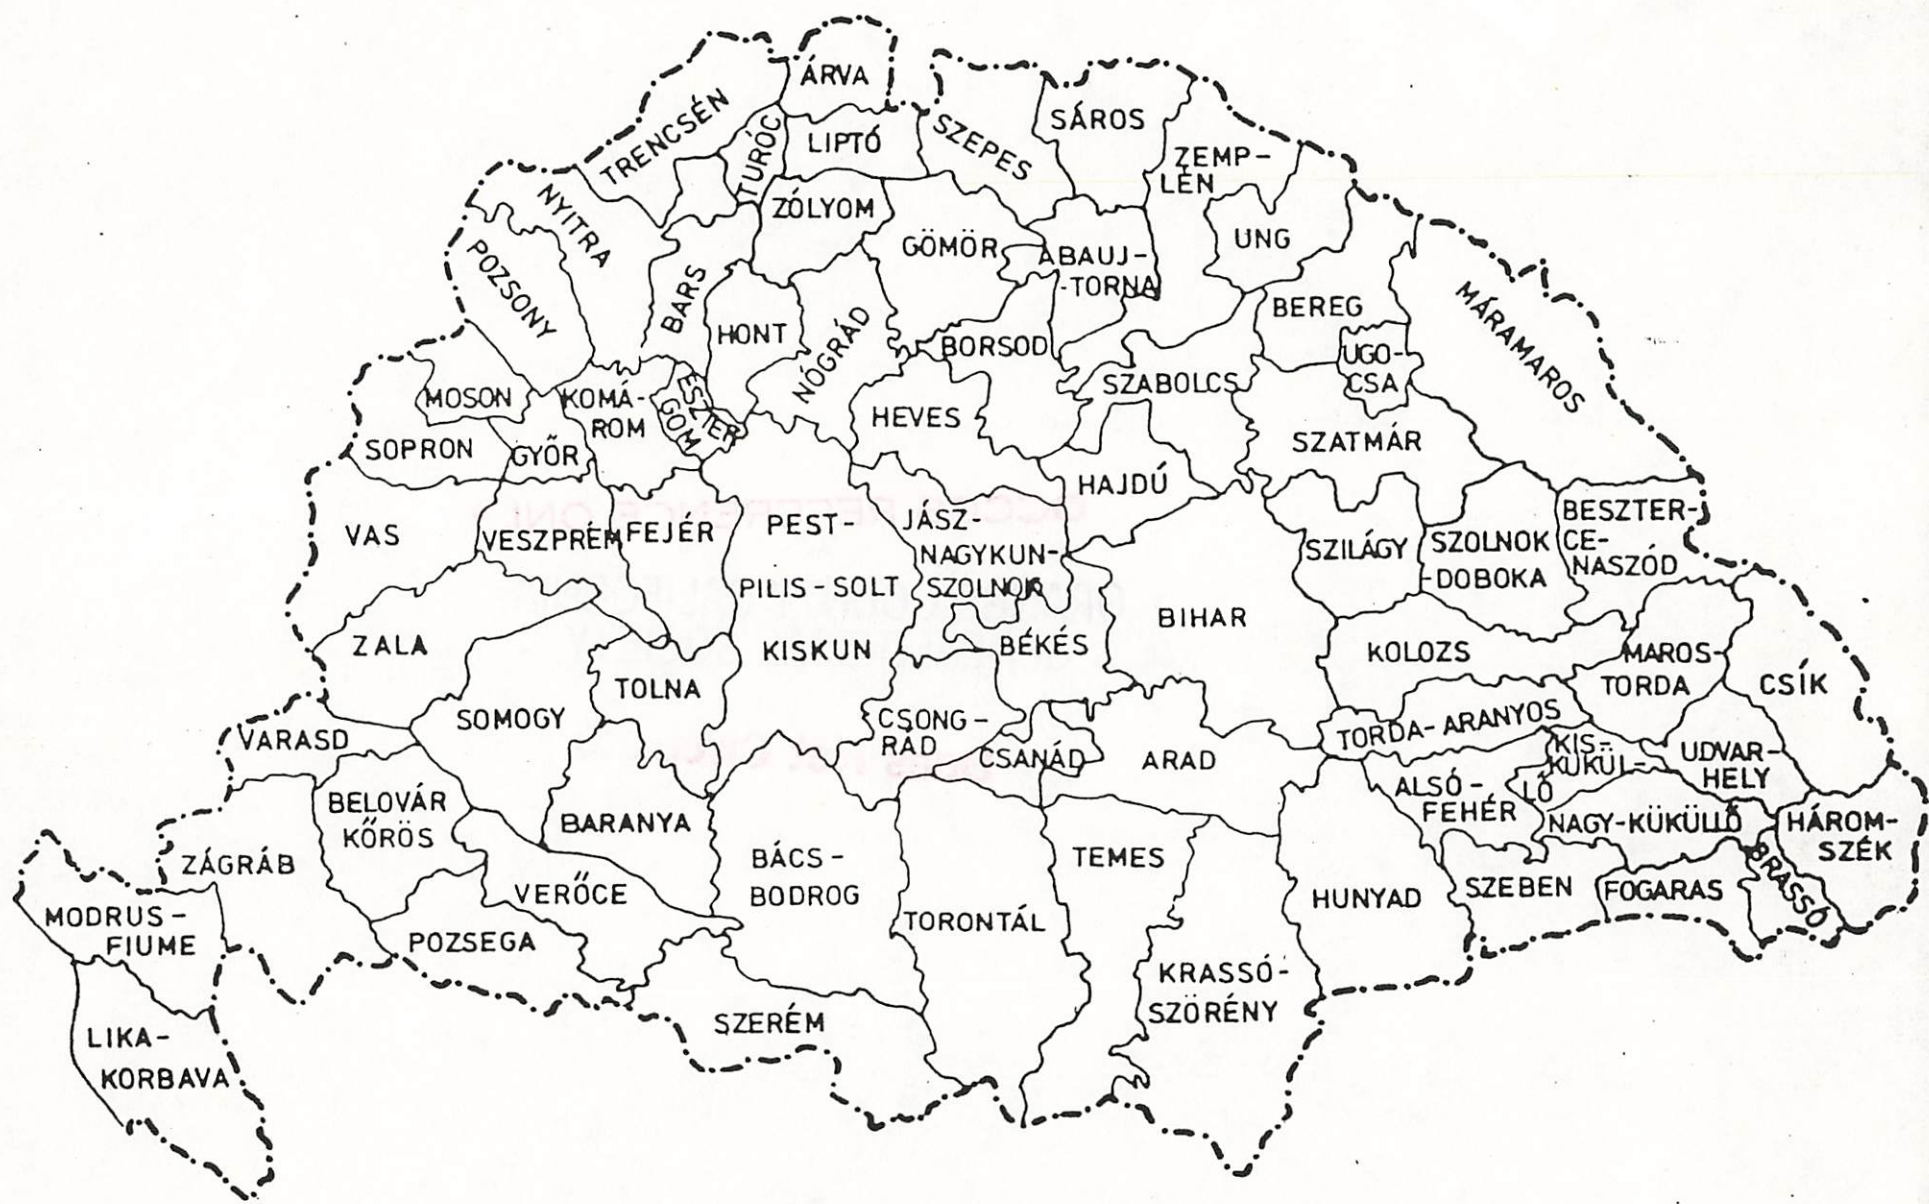 ÁRVA
TRENCSÉN
TURÓC
LIPTÓ
SZEPES
SÁROS
ZEMP-
LÉN
NYITRA
ZÓLYOM
GÖMÖR
ABAUJ-
-TORNA
UNG
POZSONY
BARS
HONT
NÓGRÁD
BORSOD
BEREG
UGO-
CSA
MÁRAMAROS
MOSON
KOMÁ-
ROM
ESZTER
GOM
HEVES
SZABOLCS
SZATMÁR
SOPRON
GYŐR
HAJDÚ
VAS
VESZPRÉM
FEJÉR
PEST-
PILIS-SOLT
KISKUN
JÁSZ-
NAGYKUN-
SZOLNOK
BIHAR
SZILÁGY
SZOLNOK
-DOBOKA
BESZTER-
CE-
NASZÓD
ZALA
SOMOGY
TOLNA
BÉKÉS
KOLOZS
MAROS-
TORDA
CSÍK
VARASD
CSONG-
RÁD
CSANÁD
ARAD
TORDA-ARANYOS
KIS-
KÜKÜL-
LŐ
UDVAR-
HELY
BELOVÁR
KŐRÖS
BARANYA
ALSÓ-
FEHÉR
NAGY-KÜKÜLLŐ
HÁROM-
SZÉK
ZÁGRÁB
VERŐCE
BÁCS-
BODROG
TORONTÁL
TEMES
HUNYAD
SZEBEN
FOGARAS
BRASSÓ
MODRUS-
FIUME
POZSEGA
KRASSÓ-
SZÖRÉNY
SZERÉM
LIKA-
KORBAVA